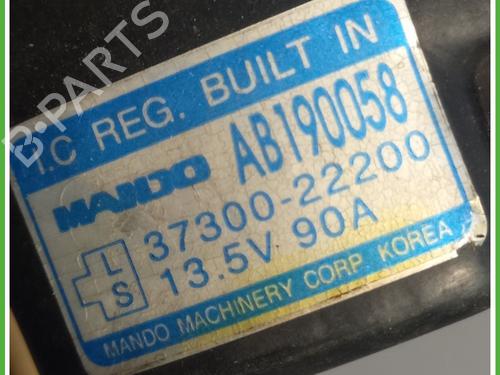 B-PARTS
I.C REG. BUILT IN
MANDO AB190058
37300-22200
L
S
13.5V 90A
MANDO MACHINERY CORP. KOREA